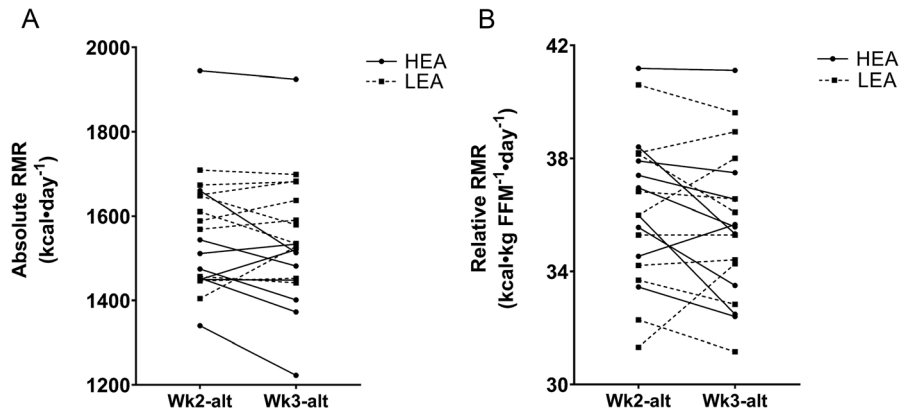 A
Absolute RMR
(kcal•day⁻¹)
2000
1800
1600
1400
1200
Wk2-alt Wk3-alt
HEA
LEA
B
Relative RMR
(kcal•kg FFM⁻¹•day⁻¹)
42
38
34
30
Wk2-alt Wk3-alt
HEA
LEA